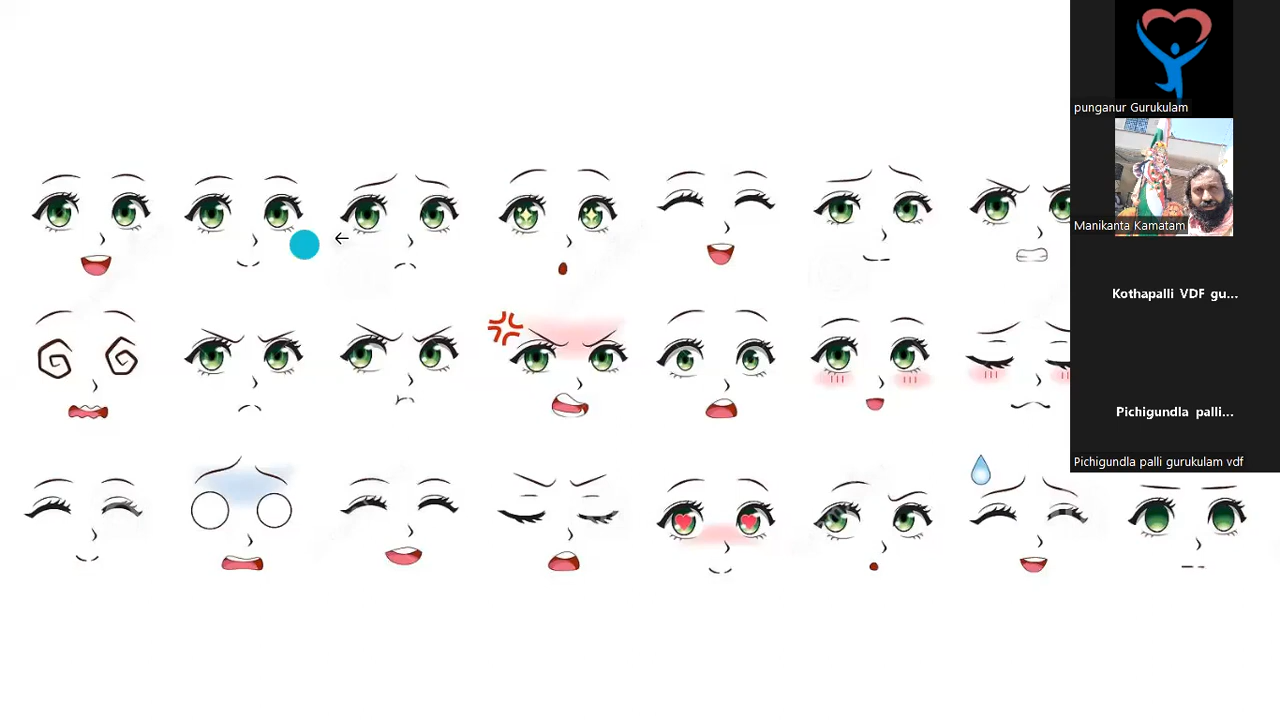 punganur Gurukulam
Manikanta Kamatam
Kothapalli VDF gu...
Pichigundla palli...
Pichigundla palli gurukulam vdf